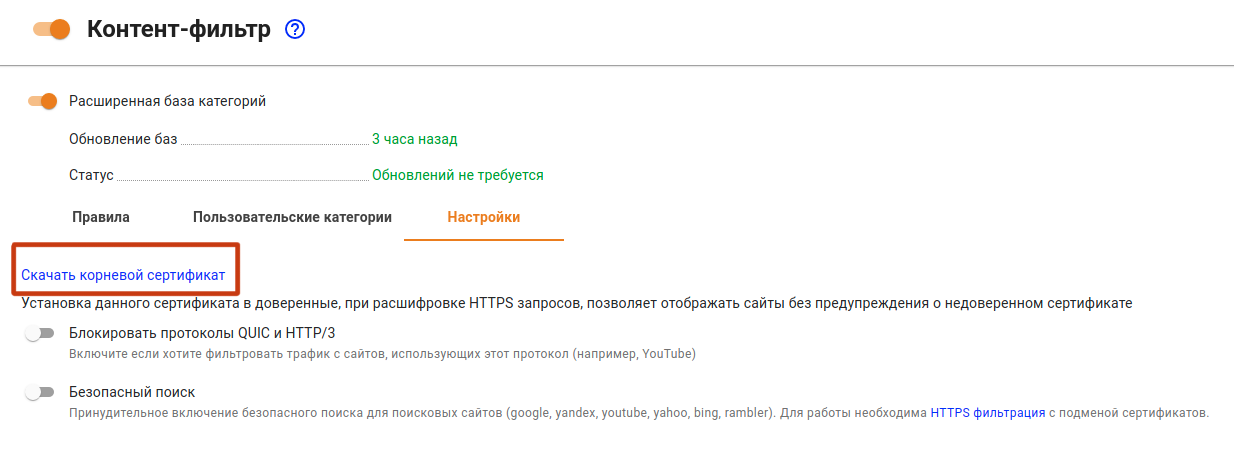 Контент-фильтр ?
Расширенная база категорий
Обновление баз 3 часа назад
Статус Обновлений не требуется
Правила Пользовательские категории Настройки
Скачать корневой сертификат
Установка данного сертификата в доверенные, при расшифровке HTTPS запросов, позволяет отображать сайты без предупреждения о недоверенном сертификате
Блокировать протоколы QUIC и HTTP/3
Включите если хотите фильтровать трафик с сайтов, использующих этот протокол (например, YouTube)
Безопасный поиск
Принудительное включение безопасного поиска для поисковых сайтов (google, yandex, youtube, yahoo, bing, rambler). Для работы необходима HTTPS фильтрация с подменой сертификатов.